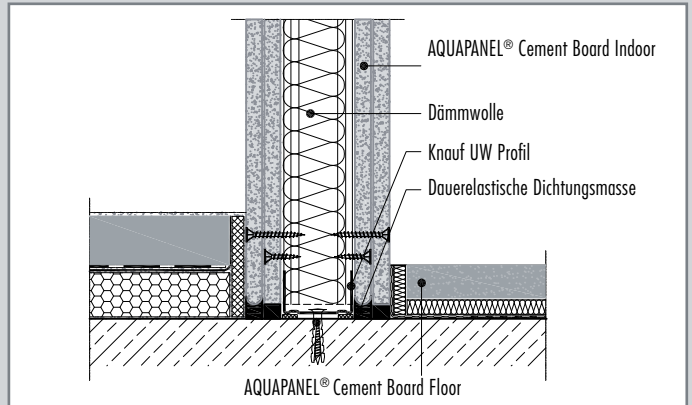 AQUAPANEL® Cement Board Indoor
Dämmwolle
Knauf UW Profil
Dauerelastische Dichtungsmasse
AQUAPANEL® Cement Board Floor